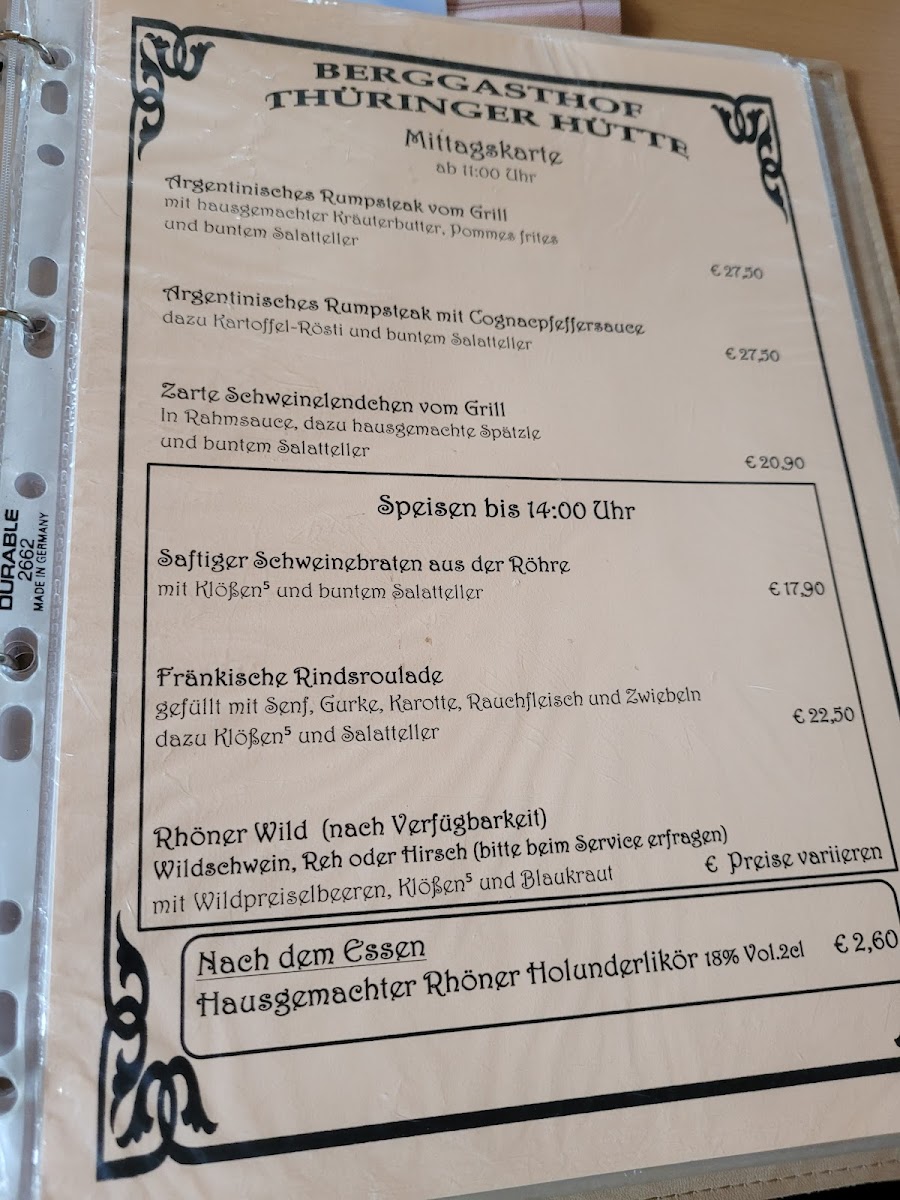 BERGGASTHOF
THÜRINGER HÜTTE
Mittagskarte
ab 11:00 Uhr
Argentinisches Rumpsteak vom Grill
mit hausgemachter Kräuterbutter, Pommes frites
und buntem Salatteller
€ 27,50
Argentinisches Rumpsteak mit Cognacpfeffersauce
dazu Kartoffel-Rösti und buntem Salatteller
€ 27,50
Zarte Schweinelendchen vom Grill
In Rahmsauce, dazu hausgemachte Spätzle
und buntem Salatteller
€ 20,90
Speisen bis 14:00 Uhr
Saftiger Schweinebraten aus der Röhre
mit Klößen⁵ und buntem Salatteller
€ 17,90
Fränkische Rindsroulade
gefüllt mit Senf, Gurke, Karotte, Rauchfleisch und Zwiebeln
dazu Klößen⁵ und Salatteller
€ 22,50
Rhöner Wild (nach Verfügbarkeit)
Wildschwein, Reh oder Hirsch (bitte beim Service erfragen)
mit Wildpreiselbeeren, Klößen⁵ und Blaukraut
€ Preise variieren
Nach dem Essen
Hausgemachter Rhöner Holunderlikör 18% Vol.2cl € 2,60
DURABLE
2662
MADE IN GERMANY